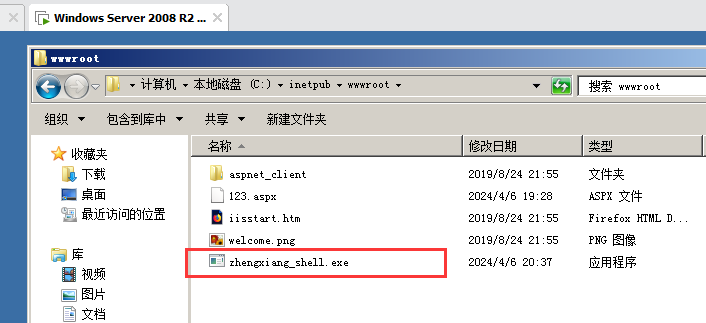 Windows Server 2008 R2 ...
wwwroot
计算机 本地磁盘 (C:) inetpub wwwroot
搜索 wwwroot
组织 包含到库中 共享 新建文件夹
收藏夹
下载
桌面
最近访问的位置
库
视频
图片
文档
名称 修改日期 类型
aspnet_client 2019/8/24 21:55 文件夹
123.aspx 2024/4/6 19:28 ASPX 文件
iisstart.htm 2019/8/24 21:55 Firefox HTML D...
welcome.png 2019/8/24 21:55 PNG 图像
zhengxiang_shell.exe 2024/4/6 20:37 应用程序